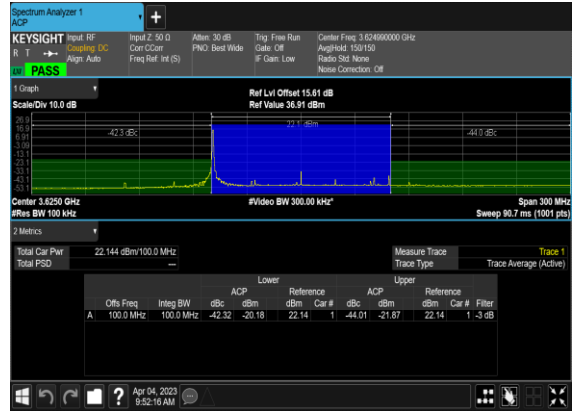 Spectrum Analyzer 1
ACP
+
KEYSIGHT Input: RF Input Z: 50 Ω Atten: 30 dB Trig: Free Run Center Freq: 3.624990000 GHz
R T Coupling: DC Corr CCorr PNO: Best Wide Gate: Off Avg|Hold: 150/150
Align: Auto Freq Ref: Int (S) IF Gain: Low Radio Std: None
LW PASS Noise Correction: Off
1 Graph
Ref Lvl Offset 15.61 dB
Scale/Div 10.0 dB Ref Value 36.91 dBm
26.9
16.9 -42.3 dBc 22.1 dBm -44.0 dBc
6.91
-3.09
-13.1
-23.1
-33.1
-43.1
-53.1
Center 3.6250 GHz #Video BW 300.00 kHz* Span 300 MHz
#Res BW 100 kHz Sweep 90.7 ms (1001 pts)
2 Metrics
Total Car Pwr 22.144 dBm/100.0 MHz Measure Trace Trace 1
Total PSD --- Trace Type Trace Average (Active)
Lower Upper
ACP Reference ACP Reference
Offs Freq Integ BW dBc dBm dBm Car # dBc dBm dBm Car # Filter
A 100.0 MHz 100.0 MHz -42.32 -20.18 22.14 1 -44.01 -21.87 22.14 1 -3 dB
? Apr 04, 2023
9:52:16 AM